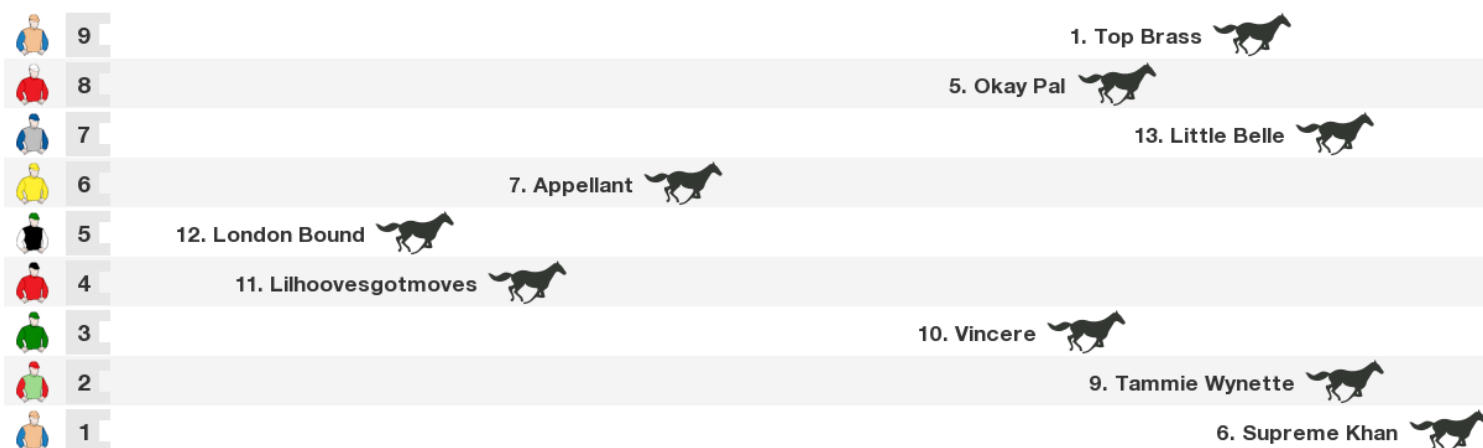 9 1. Top Brass
8 5. Okay Pal
7 13. Little Belle
6 7. Appellant
5 12. London Bound
4 11. Lilhoovesgotmoves
3 10. Vincere
2 9. Tammie Wynette
1 6. Supreme Khan